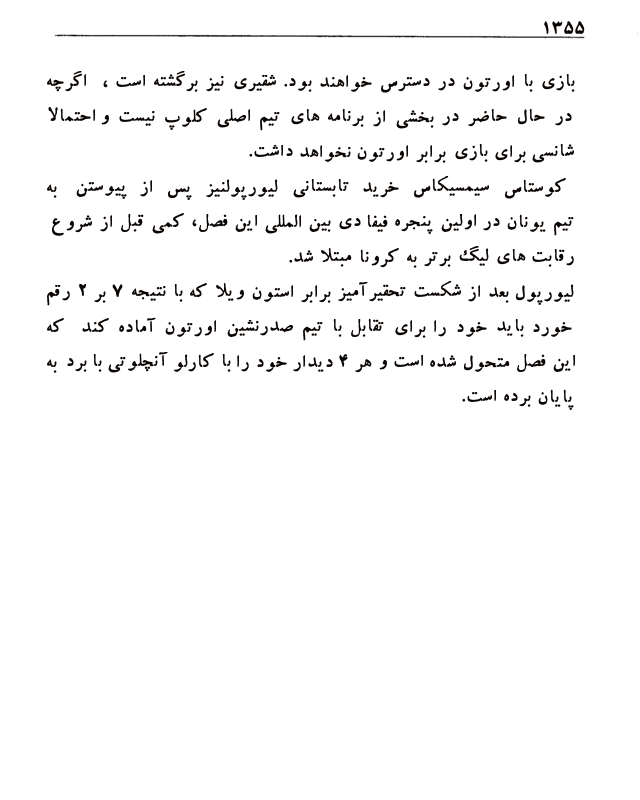 ۱۳۵۵
بازی با اورتون در دسترس خواهند بود. شقیری نیز برگشته است ، اگرچه
در حال حاضر در بخشی از برنامه های تیم اصلی کلوپ نیست و احتمالا
شانسی برای بازی برابر اورتون نخواهد داشت.
کوستاس سیمسیکاس خرید تابستانی لیورپولنیز پس از پیوستن به
تیم یونان در اولین پنجره فیفا دی بین المللی این فصل، کمی قبل از شروع
رقابت های لیگ برتر به کرونا مبتلا شد.
لیورپول بعد از شکست تحقیرآمیز برابر استون ویلا که با نتیجه ۷ بر ۲ رقم
خورد باید خود را برای تقابل با تیم صدرنشین اورتون آماده کند که
این فصل متحول شده است و هر ۴ دیدار خود را با کارلو آنچلوتی با برد به
پایان برده است.